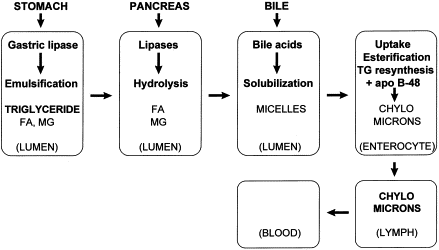 STOMACH
Gastric lipase
Emulsification
TRIGLYCERIDE
FA, MG
(LUMEN)
PANCREAS
Lipases
Hydrolysis
FA
MG
(LUMEN)
BILE
Bile acids
Solubilization
MICELLES
(LUMEN)
Uptake
Esterification
TG resynthesis
+ apo B-48
CHYLO
MICRONS
(ENTEROCYTE)
CHYLO
MICRONS
(LYMPH)
(BLOOD)